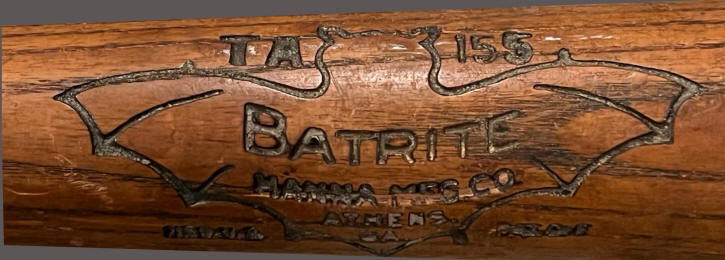 TA 155
BATRITE
HANNA MFG CO.
ATHENS.
GA.